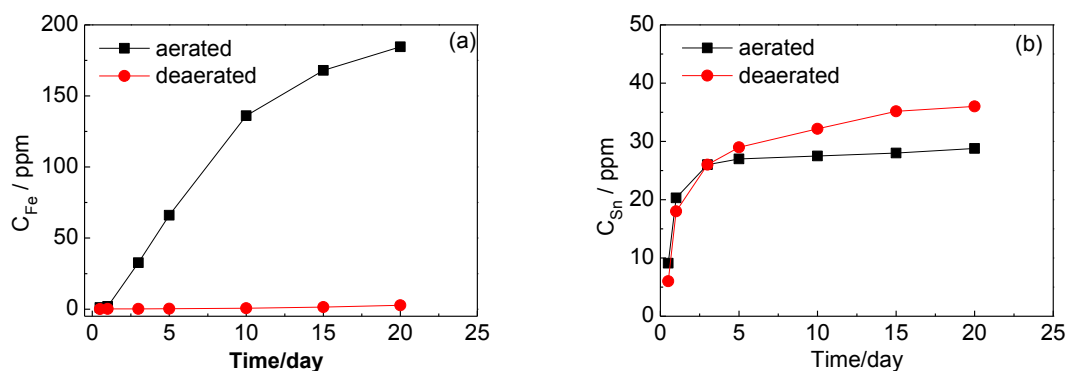 (a)
aerated
deaerated
C_Fe / ppm
200
150
100
50
0
0 5 10 15 20 25
Time/day
(b)
aerated
deaerated
C_Sn / ppm
50
40
30
20
10
0
0 5 10 15 20 25
Time/day